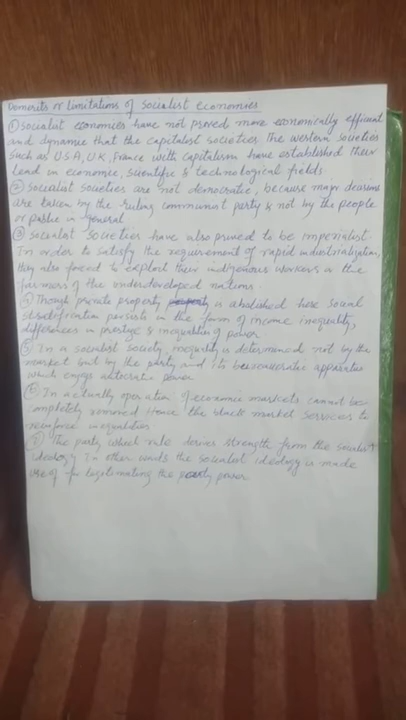 Demerits or limitations of Socialist economies
① Socialist economies have not proved more economically efficient
and dynamic that the capitalist societies The western societies
such as USA, UK, France with capitalism have established their
lead in economic, scientific & technological fields
② Socialist societies are not democratic, because major decisions
are taken by the ruling communist party & not by the people
or public in general
③ Socialist societies have also proved to be imperialist.
In order to satisfy the requirement of rapid industrialization,
they also forced to exploit their indigenous workers or the
farmers of the underdeveloped nations.
④ Though private property is abolished here social
stratification persists in the form of income inequality,
differences in prestige & inequalities of power
⑤ In a socialist society, inequality is determined not by the
market but by the party and its bureaucratic apparatus
which enjoys autocratic power
⑥ In actually operation of economic markets cannot be
completely removed Hence the black market services to
reinforce inequalities
⑦ The party rule derives strength from the socialist
ideology In other words the socialist ideology is made
use of for legitimating the party power